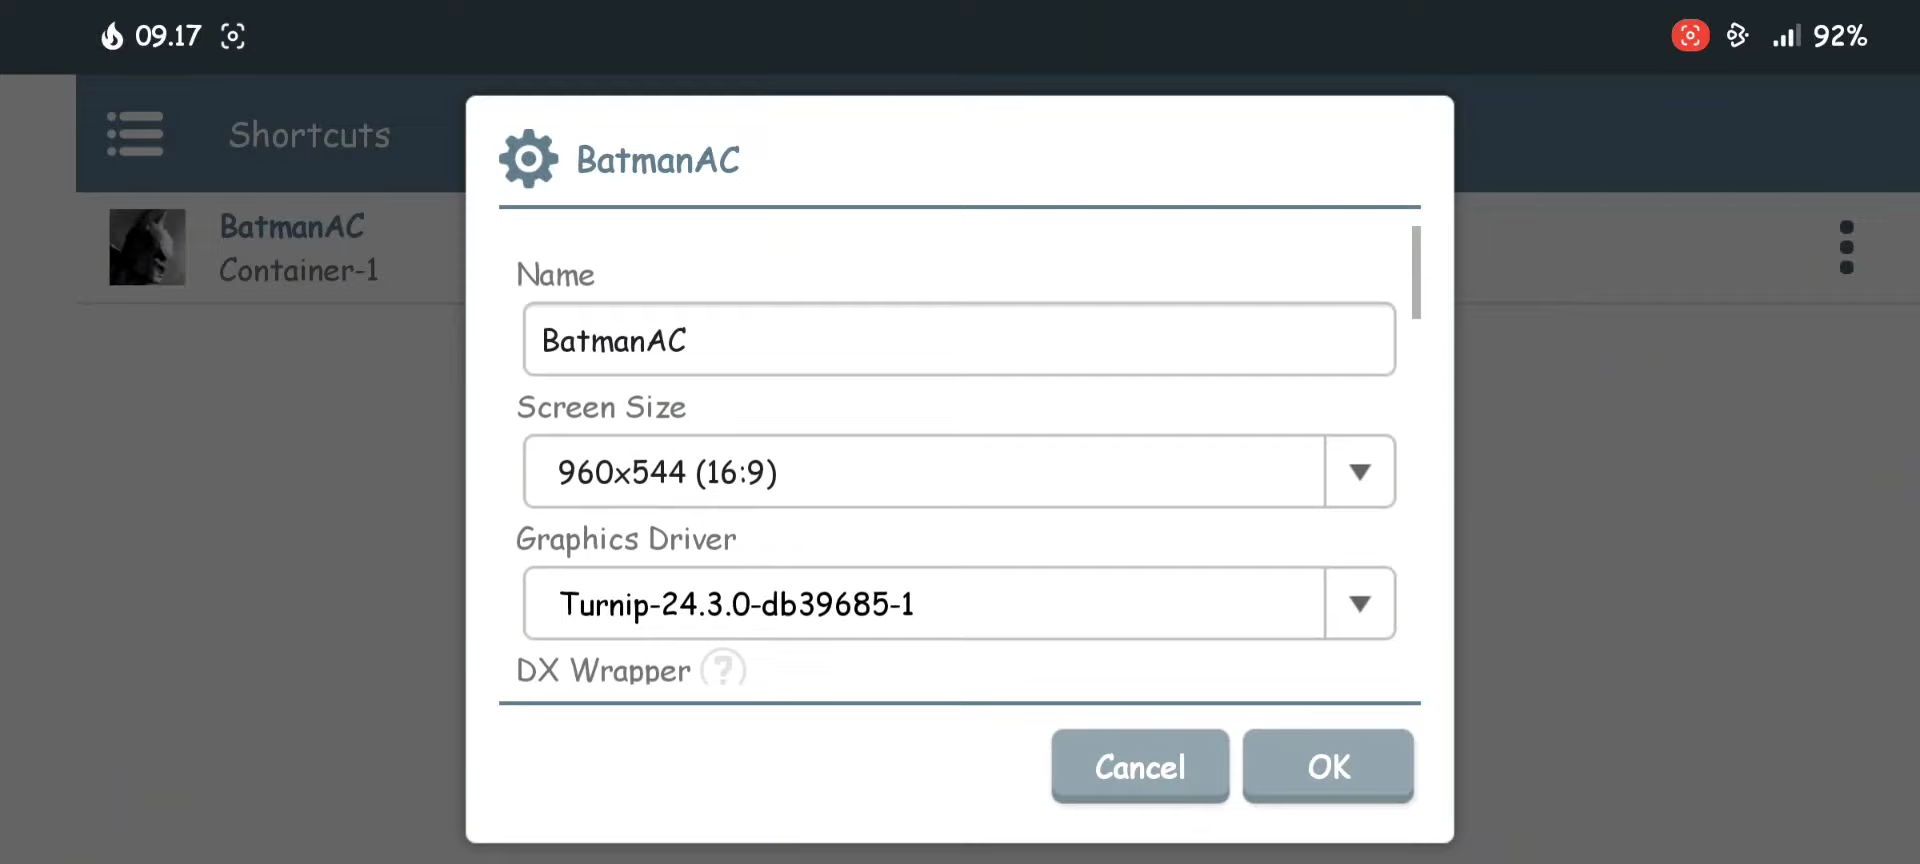 09.17
92%
Shortcuts
BatmanAC
Container-1
BatmanAC
Name
BatmanAC
Screen Size
960x544 (16:9)
Graphics Driver
Turnip-24.3.0-db39685-1
DX Wrapper ?
Cancel
OK